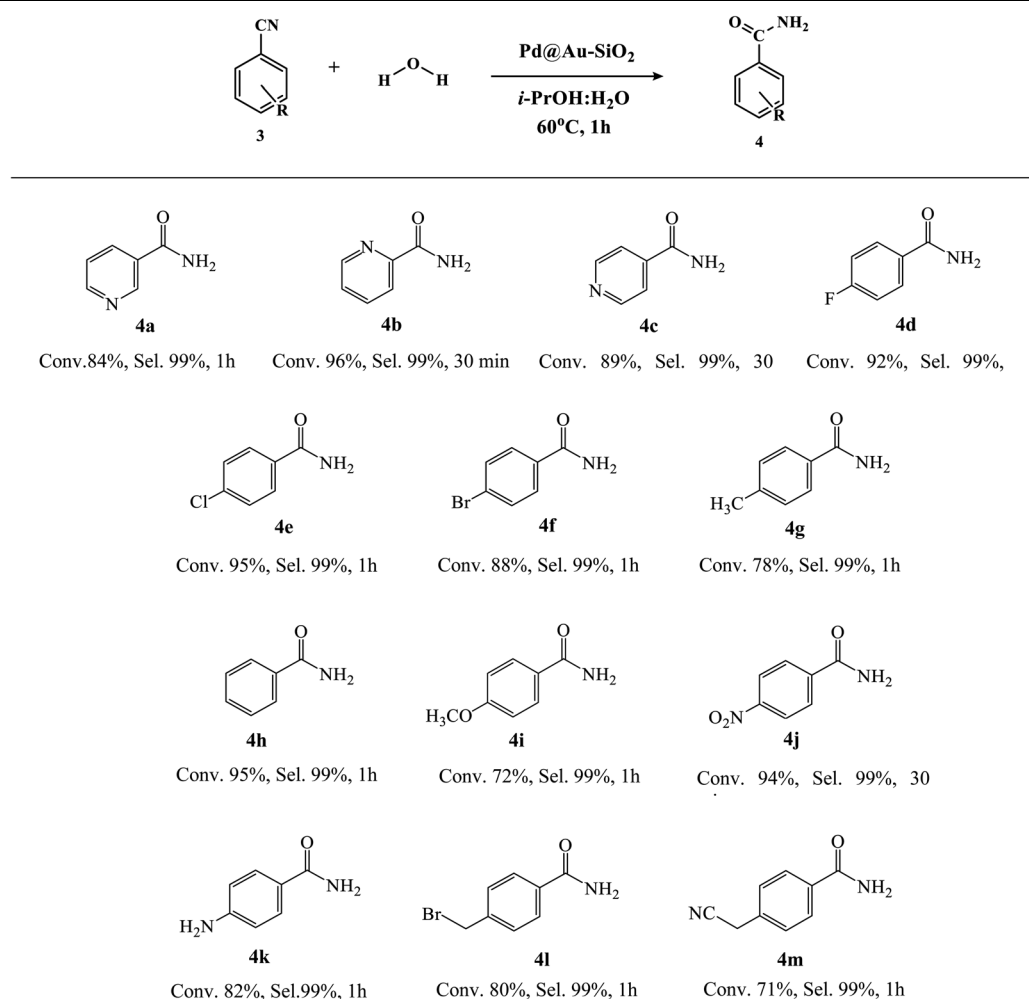 CN
O C NH2
+ H O H
Pd@Au-SiO2
i-PrOH:H2O
60oC, 1h
R
3
R
4
O
NH2
N
4a
Conv.84%, Sel. 99%, 1h
O
N
NH2
4b
Conv. 96%, Sel. 99%, 30 min
O
NH2
N
4c
Conv. 89%, Sel. 99%, 30
O
NH2
F
4d
Conv. 92%, Sel. 99%,
O
NH2
Cl
4e
Conv. 95%, Sel. 99%, 1h
O
NH2
Br
4f
Conv. 88%, Sel. 99%, 1h
O
NH2
H3C
4g
Conv. 78%, Sel. 99%, 1h
O
NH2
4h
Conv. 95%, Sel. 99%, 1h
O
NH2
H3CO
4i
Conv. 72%, Sel. 99%, 1h
O
NH2
O2N
4j
Conv. 94%, Sel. 99%, 30
O
NH2
H2N
4k
Conv. 82%, Sel.99%, 1h
O
NH2
Br
4l
Conv. 80%, Sel. 99%, 1h
O
NH2
NC
4m
Conv. 71%, Sel. 99%, 1h